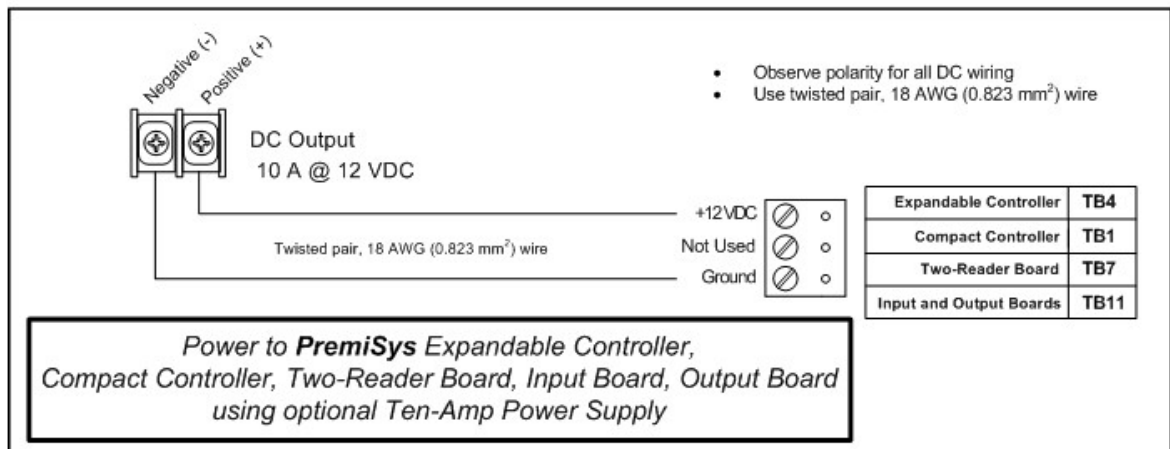 Negative (-)
Positive (+)
• Observe polarity for all DC wiring
• Use twisted pair, 18 AWG (0.823 mm²) wire
DC Output
10 A @ 12 VDC
+12VDC
Not Used
Ground
Twisted pair, 18 AWG (0.823 mm²) wire
Expandable Controller TB4
Compact Controller TB1
Two-Reader Board TB7
Input and Output Boards TB11
Power to PremiSys Expandable Controller,
Compact Controller, Two-Reader Board, Input Board, Output Board
using optional Ten-Amp Power Supply